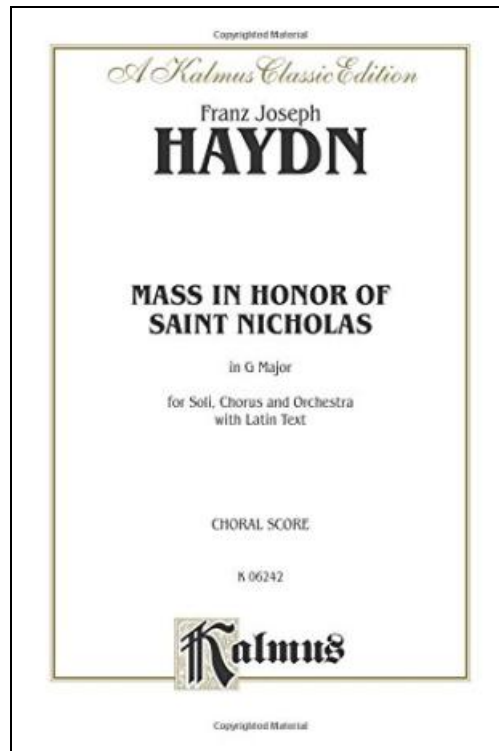 Copyrighted Material
A Kalmus Classic Edition
Franz Joseph
HAYDN
MASS IN HONOR OF
SAINT NICHOLAS
in G Major
for Soli, Chorus and Orchestra
with Latin Text
CHORAL SCORE
K 06242
Kalmus
Copyrighted Material